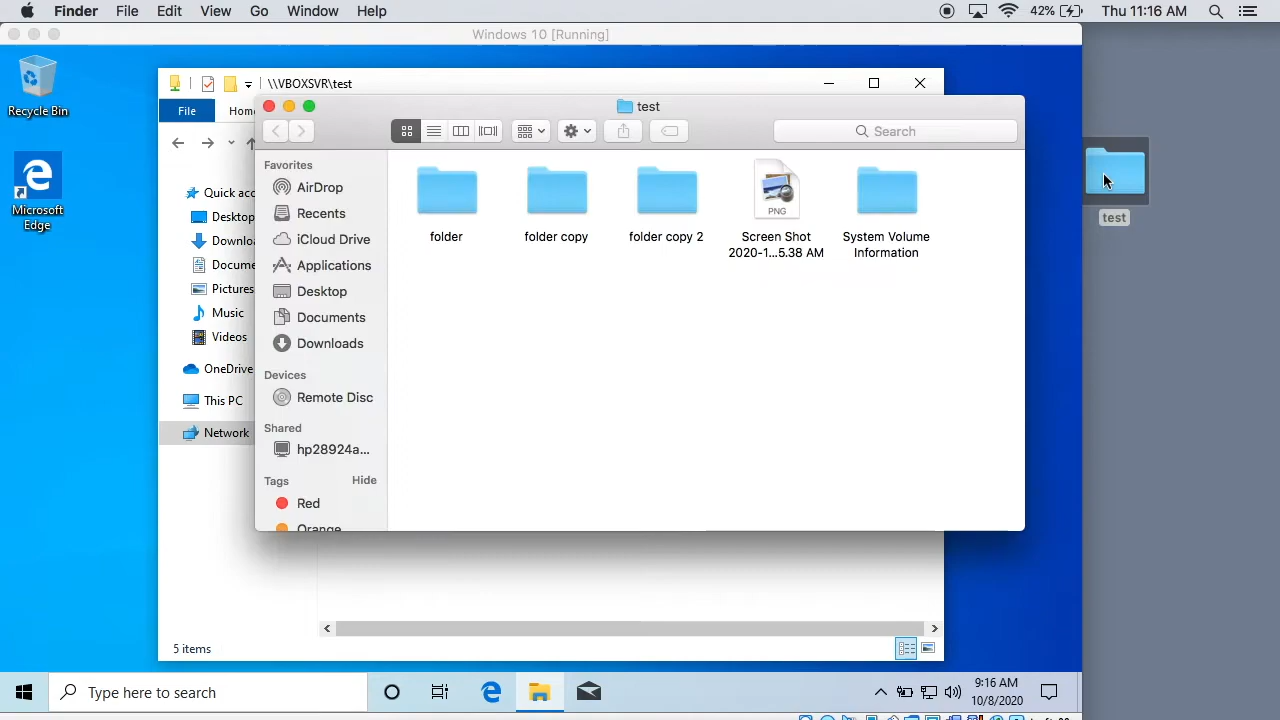 Finder File Edit View Go Window Help 42% Thu 11:16 AM
Windows 10 [Running]
Recycle Bin
Microsoft
Edge
\\VBOXSVR\test
File Hom
test
Search
Quick acc
Desktop
Downlo
Docume
Pictures
Music
Videos
OneDrive
This PC
Network
Favorites
AirDrop
Recents
iCloud Drive
Applications
Desktop
Documents
Downloads
Devices
Remote Disc
Shared
hp28924a...
Tags Hide
Red
Orange
folder
folder copy
folder copy 2
PNG
Screen Shot
2020-1...5.38 AM
System Volume
Information
test
5 items
Type here to search
9:16 AM
10/8/2020